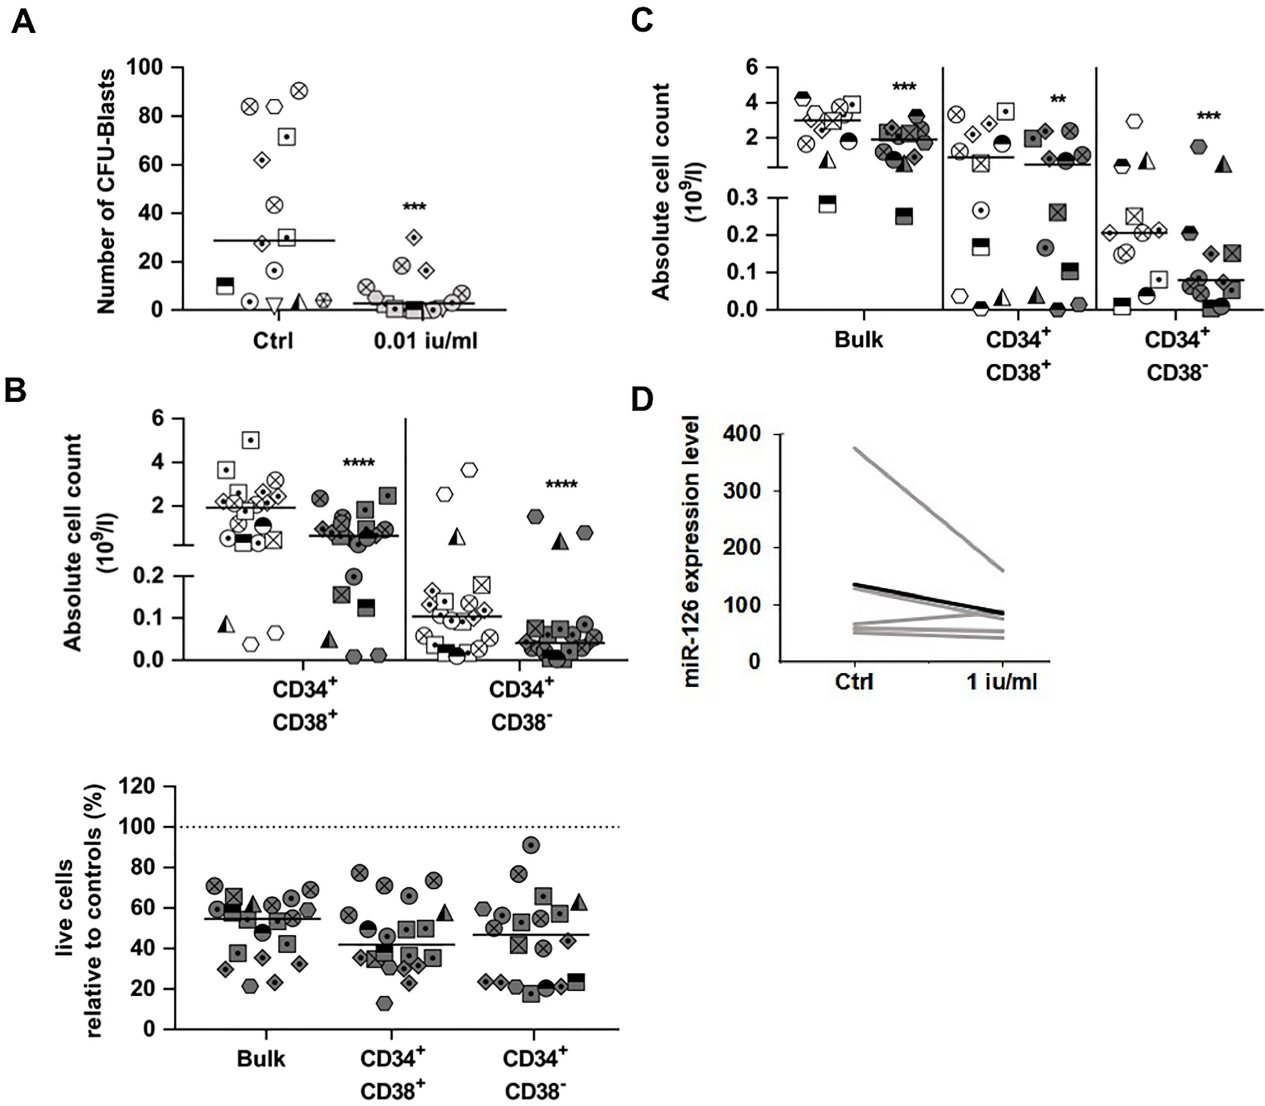 A
Number of CFU-Blasts
100
80
60
40
20
0
***
Ctrl
0.01 iu/ml
C
Absolute cell count
(10⁹/l)
6
4
2
0.3
0.2
0.1
0.0
***
**
***
Bulk
CD34⁺
CD38⁺
CD34⁺
CD38⁻
B
Absolute cell count
(10⁹/l)
6
4
2
0.2
0.1
0.0
****
****
CD34⁺
CD38⁺
CD34⁺
CD38⁻
D
miR-126 expression level
400
300
200
100
0
Ctrl
1 iu/ml
live cells
relative to controls (%)
120
100
80
60
40
20
0
Bulk
CD34⁺
CD38⁺
CD34⁺
CD38⁻